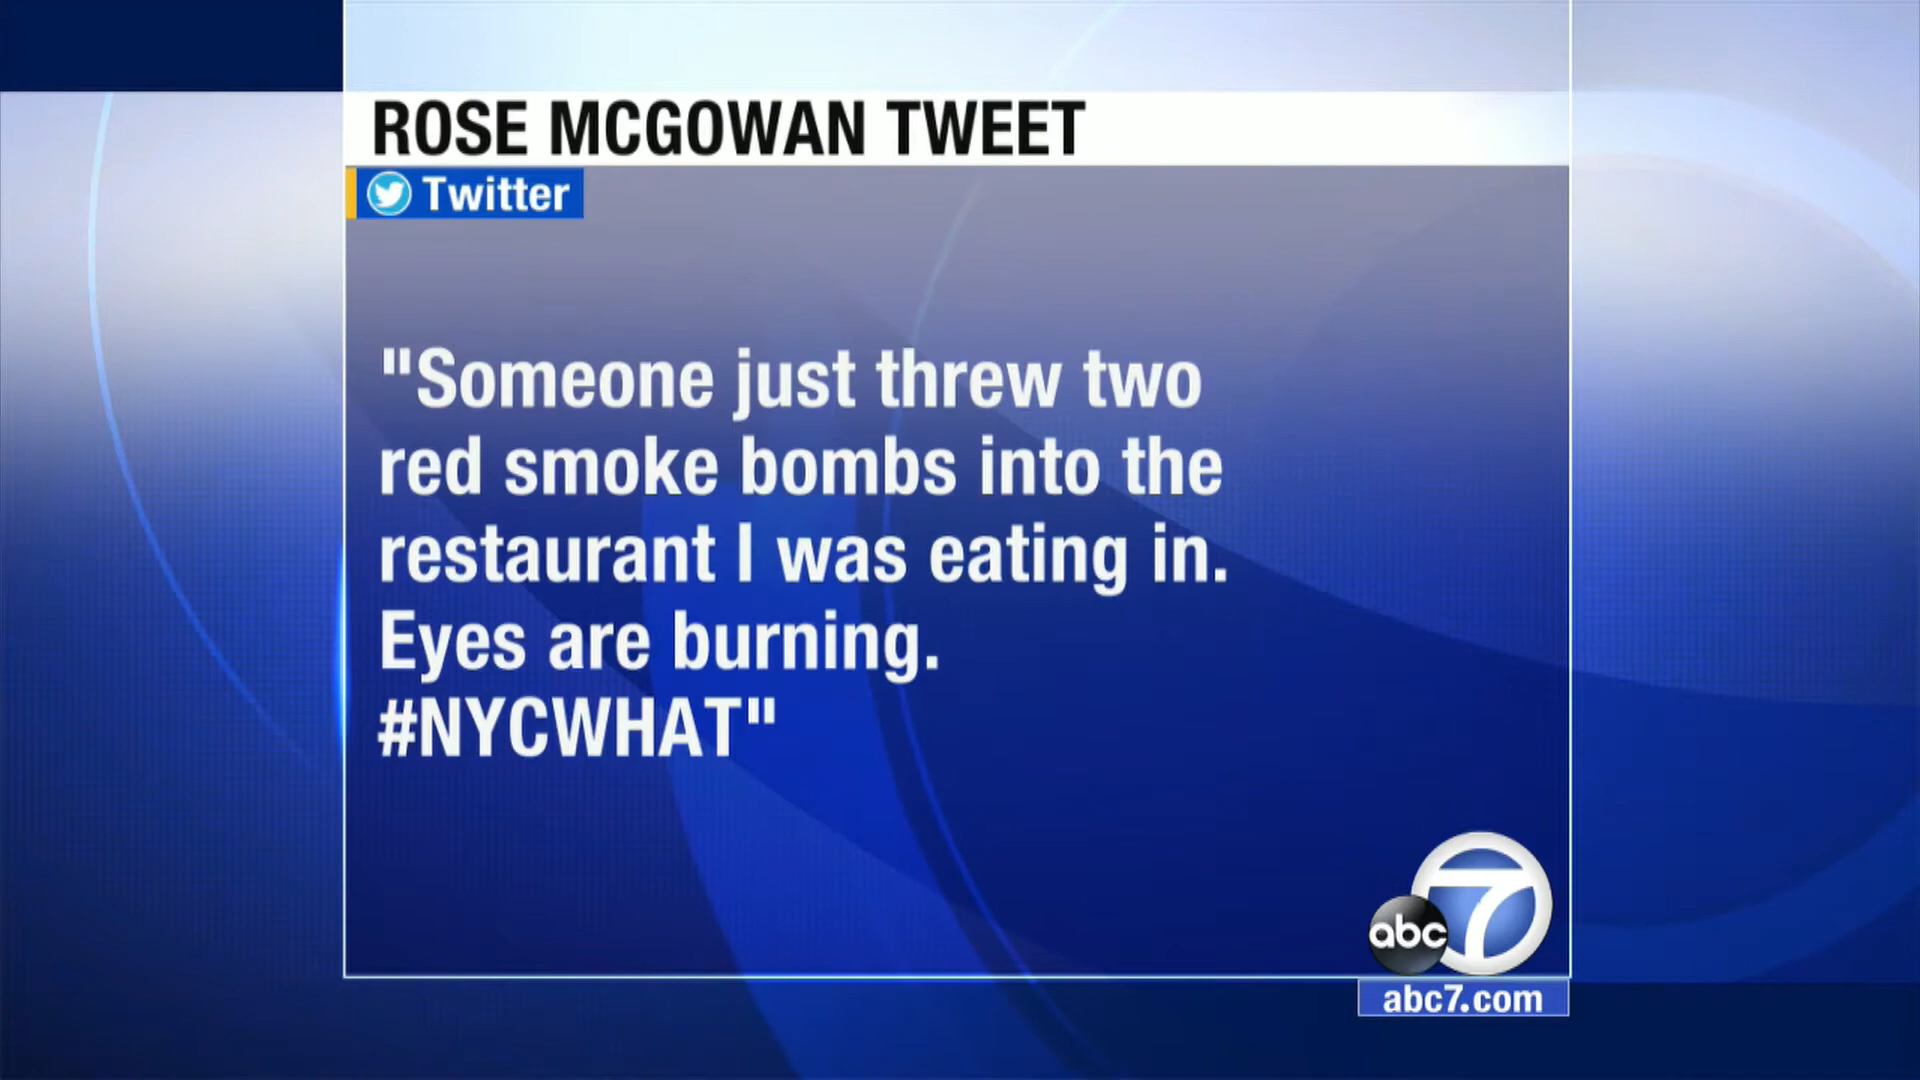 ROSE MCGOWAN TWEET
Twitter
"Someone just threw two
red smoke bombs into the
restaurant I was eating in.
Eyes are burning.
#NYCWHAT"
abc 7
abc7.com